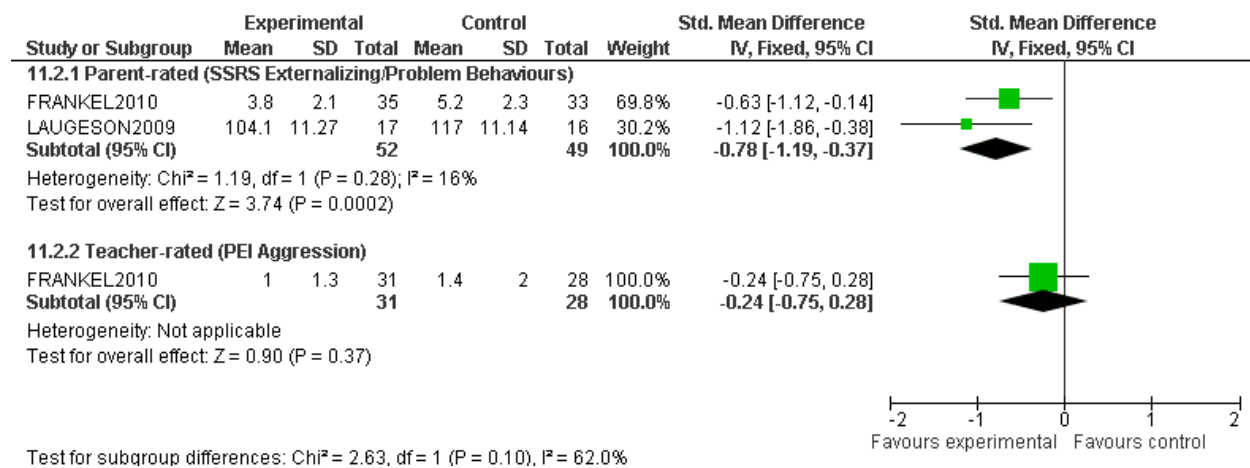 Experimental Control Std. Mean Difference Std. Mean Difference
Study or Subgroup Mean SD Total Mean SD Total Weight IV, Fixed, 95% CI IV, Fixed, 95% CI
11.2.1 Parent-rated (SSRS Externalizing/Problem Behaviours)
FRANKEL2010 3.8 2.1 35 5.2 2.3 33 69.8% -0.63 [-1.12, -0.14]
LAUGESON2009 104.1 11.27 17 117 11.14 16 30.2% -1.12 [-1.86, -0.38]
Subtotal (95% CI) 52 49 100.0% -0.78 [-1.19, -0.37]
Heterogeneity: Chi² = 1.19, df = 1 (P = 0.28); I² = 16%
Test for overall effect: Z = 3.74 (P = 0.0002)
11.2.2 Teacher-rated (PEI Aggression)
FRANKEL2010 1 1.3 31 1.4 2 28 100.0% -0.24 [-0.75, 0.28]
Subtotal (95% CI) 31 28 100.0% -0.24 [-0.75, 0.28]
Heterogeneity: Not applicable
Test for overall effect: Z = 0.90 (P = 0.37)
-2 -1 0 1 2
Favours experimental Favours control
Test for subgroup differences: Chi² = 2.63, df = 1 (P = 0.10), I² = 62.0%